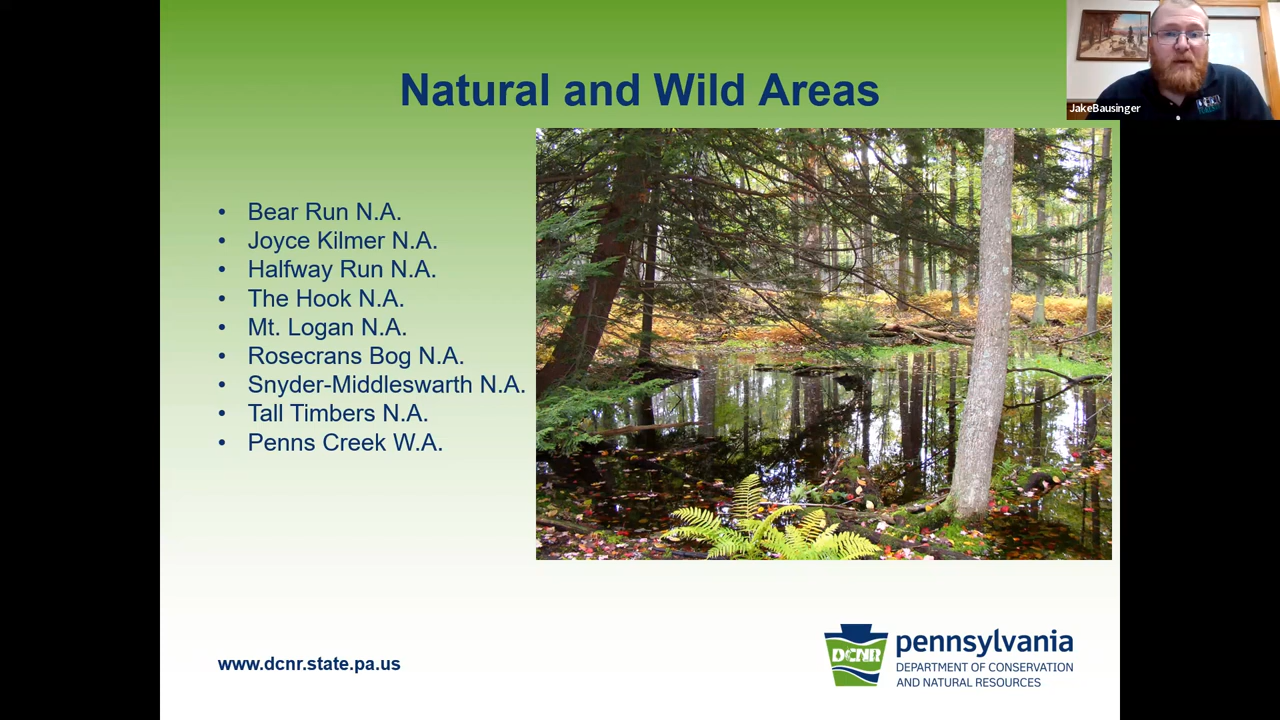 Natural and Wild Areas
JakeBausinger
• Bear Run N.A.
• Joyce Kilmer N.A.
• Halfway Run N.A.
• The Hook N.A.
• Mt. Logan N.A.
• Rosecrans Bog N.A.
• Snyder-Middleswarth N.A.
• Tall Timbers N.A.
• Penns Creek W.A.
www.dcnr.state.pa.us
DCNR
pennsylvania
DEPARTMENT OF CONSERVATION
AND NATURAL RESOURCES